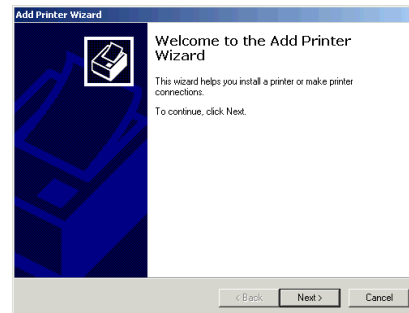 Add Printer Wizard
Welcome to the Add Printer
Wizard
This wizard helps you install a printer or make printer
connections.
To continue, click Next.
< Back
Next >
Cancel